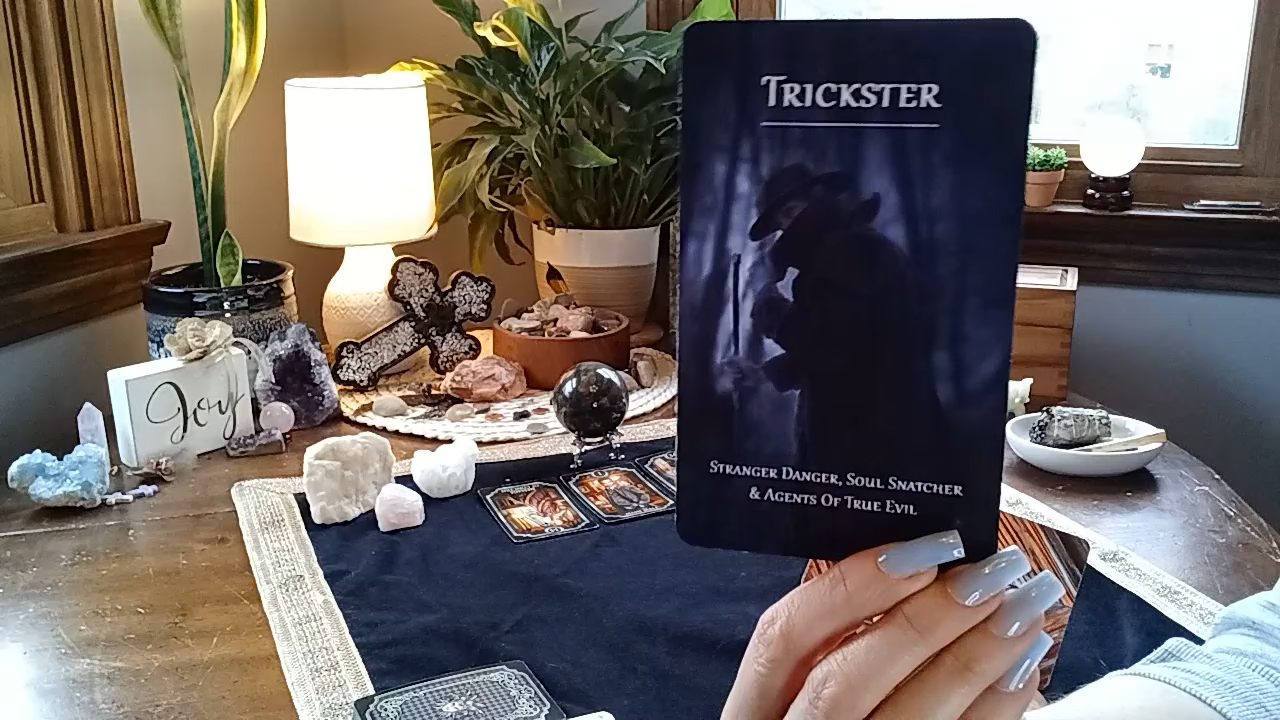 Trickster
Stranger Danger, Soul Snatcher
& Agents Of True Evil
Joy